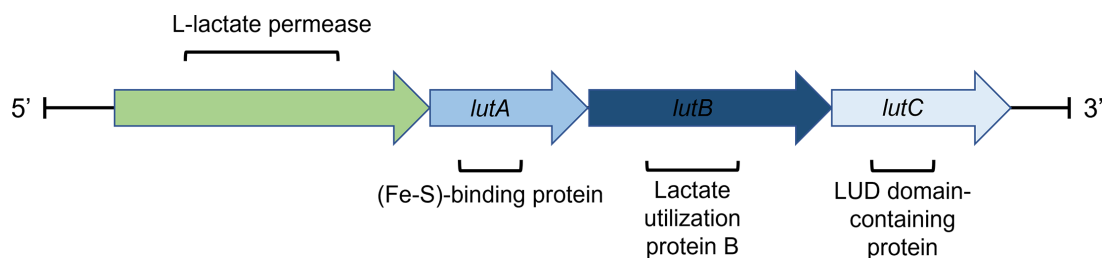 L-lactate permease
5’ lutA lutB lutC 3’
(Fe-S)-binding protein
Lactate
utilization
protein B
LUD domain-
containing
protein